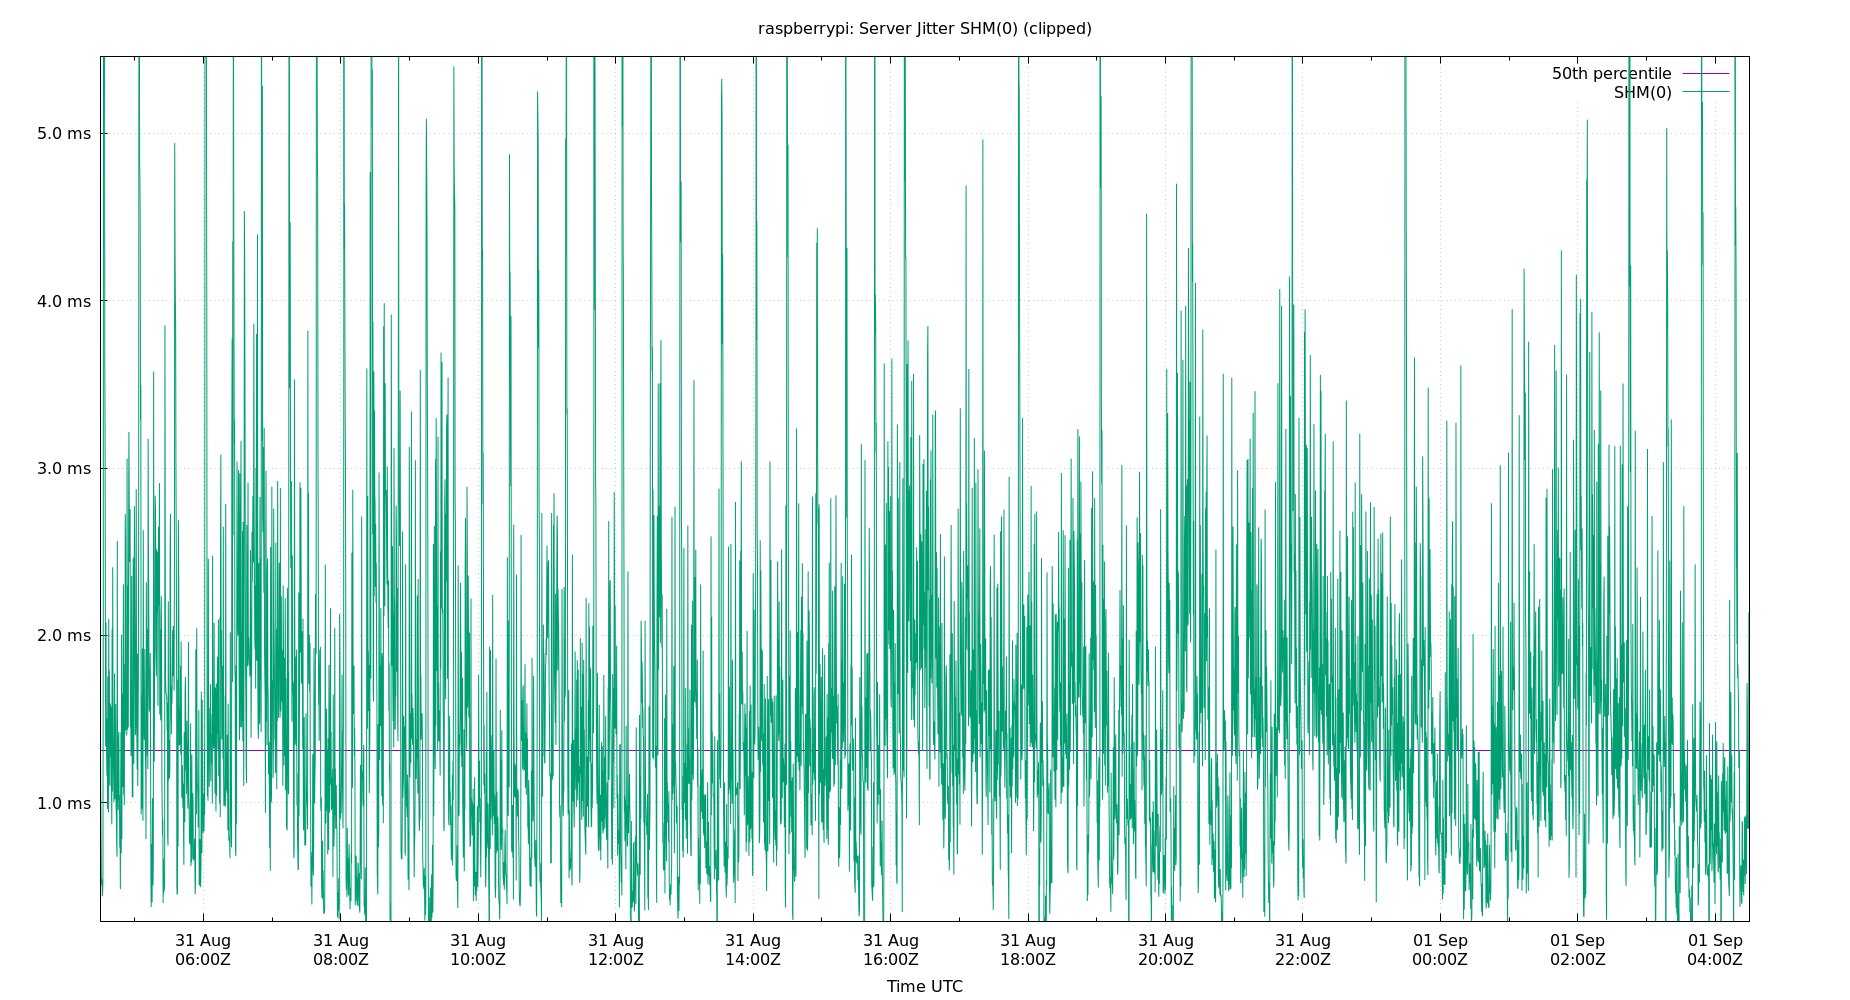 raspberrypi: Server Jitter SHM(0) (clipped)
50th percentile
SHM(0)
5.0 ms
4.0 ms
3.0 ms
2.0 ms
1.0 ms
31 Aug 31 Aug 31 Aug 31 Aug 31 Aug 31 Aug 31 Aug 31 Aug 31 Aug 01 Sep 01 Sep 01 Sep
06:00Z 08:00Z 10:00Z 12:00Z 14:00Z 16:00Z 18:00Z 20:00Z 22:00Z 00:00Z 02:00Z 04:00Z
Time UTC